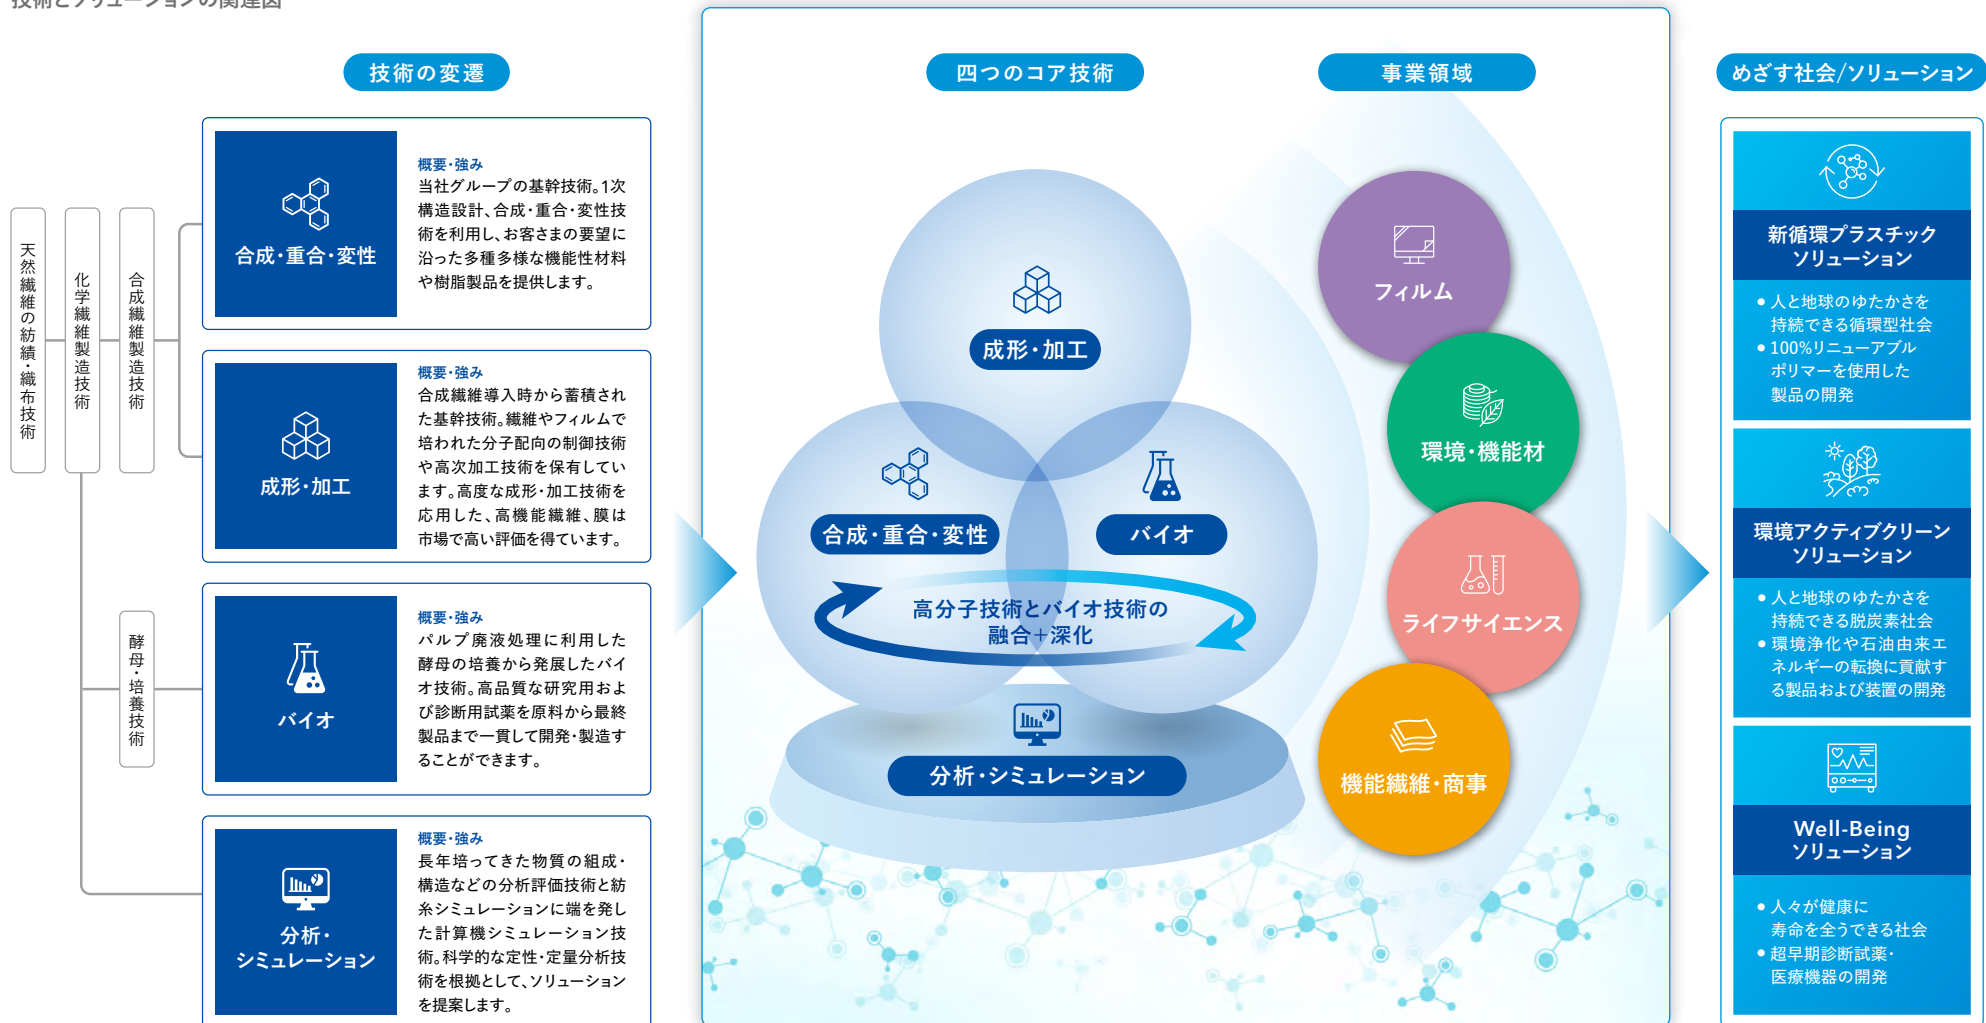 技術とソリューションの関連図
技術の変遷
天然繊維の紡績・織布技術
化学繊維製造技術
合成繊維製造技術
酵母・培養技術
合成・重合・変性
概要・強み
当社グループの基幹技術。1次
構造設計、合成・重合・変性技
術を利用し、お客さまの要望に
沿った多種多様な機能性材料
や樹脂製品を提供します。
成形・加工
概要・強み
合成繊維導入時から蓄積され
た基幹技術。繊維やフィルムで
培われた分子配向の制御技術
や高次加工技術を保有してい
ます。高度な成形・加工技術を
応用した、高機能繊維、膜は
市場で高い評価を得ています。
バイオ
概要・強み
パルプ廃液処理に利用した
酵母の培養から発展したバイ
オ技術。高品質な研究用およ
び診断用試薬を原料から最終
製品まで一貫して開発・製造す
ることができます。
分析・
シミュレーション
概要・強み
長年培ってきた物質の組成・
構造などの分析評価技術と紡
糸シミュレーションに端を発し
た計算機シミュレーション技
術。科学的な定性・定量分析技
術を根拠として、ソリューション
を提案します。
四つのコア技術
成形・加工
合成・重合・変性
バイオ
高分子技術とバイオ技術の
融合+深化
分析・シミュレーション
事業領域
フィルム
環境・機能材
ライフサイエンス
機能繊維・商事
めざす社会/ソリューション
新循環プラスチック
ソリューション
● 人と地球のゆたかさを
持続できる循環型社会
● 100%リニューアブル
ポリマーを使用した
製品の開発
環境アクティブクリーン
ソリューション
● 人と地球のゆたかさを
持続できる脱炭素社会
● 環境浄化や石油由来エ
ネルギーの転換に貢献す
る製品および装置の開発
Well-Being
ソリューション
● 人々が健康に
寿命を全うできる社会
● 超早期診断試薬・
医療機器の開発